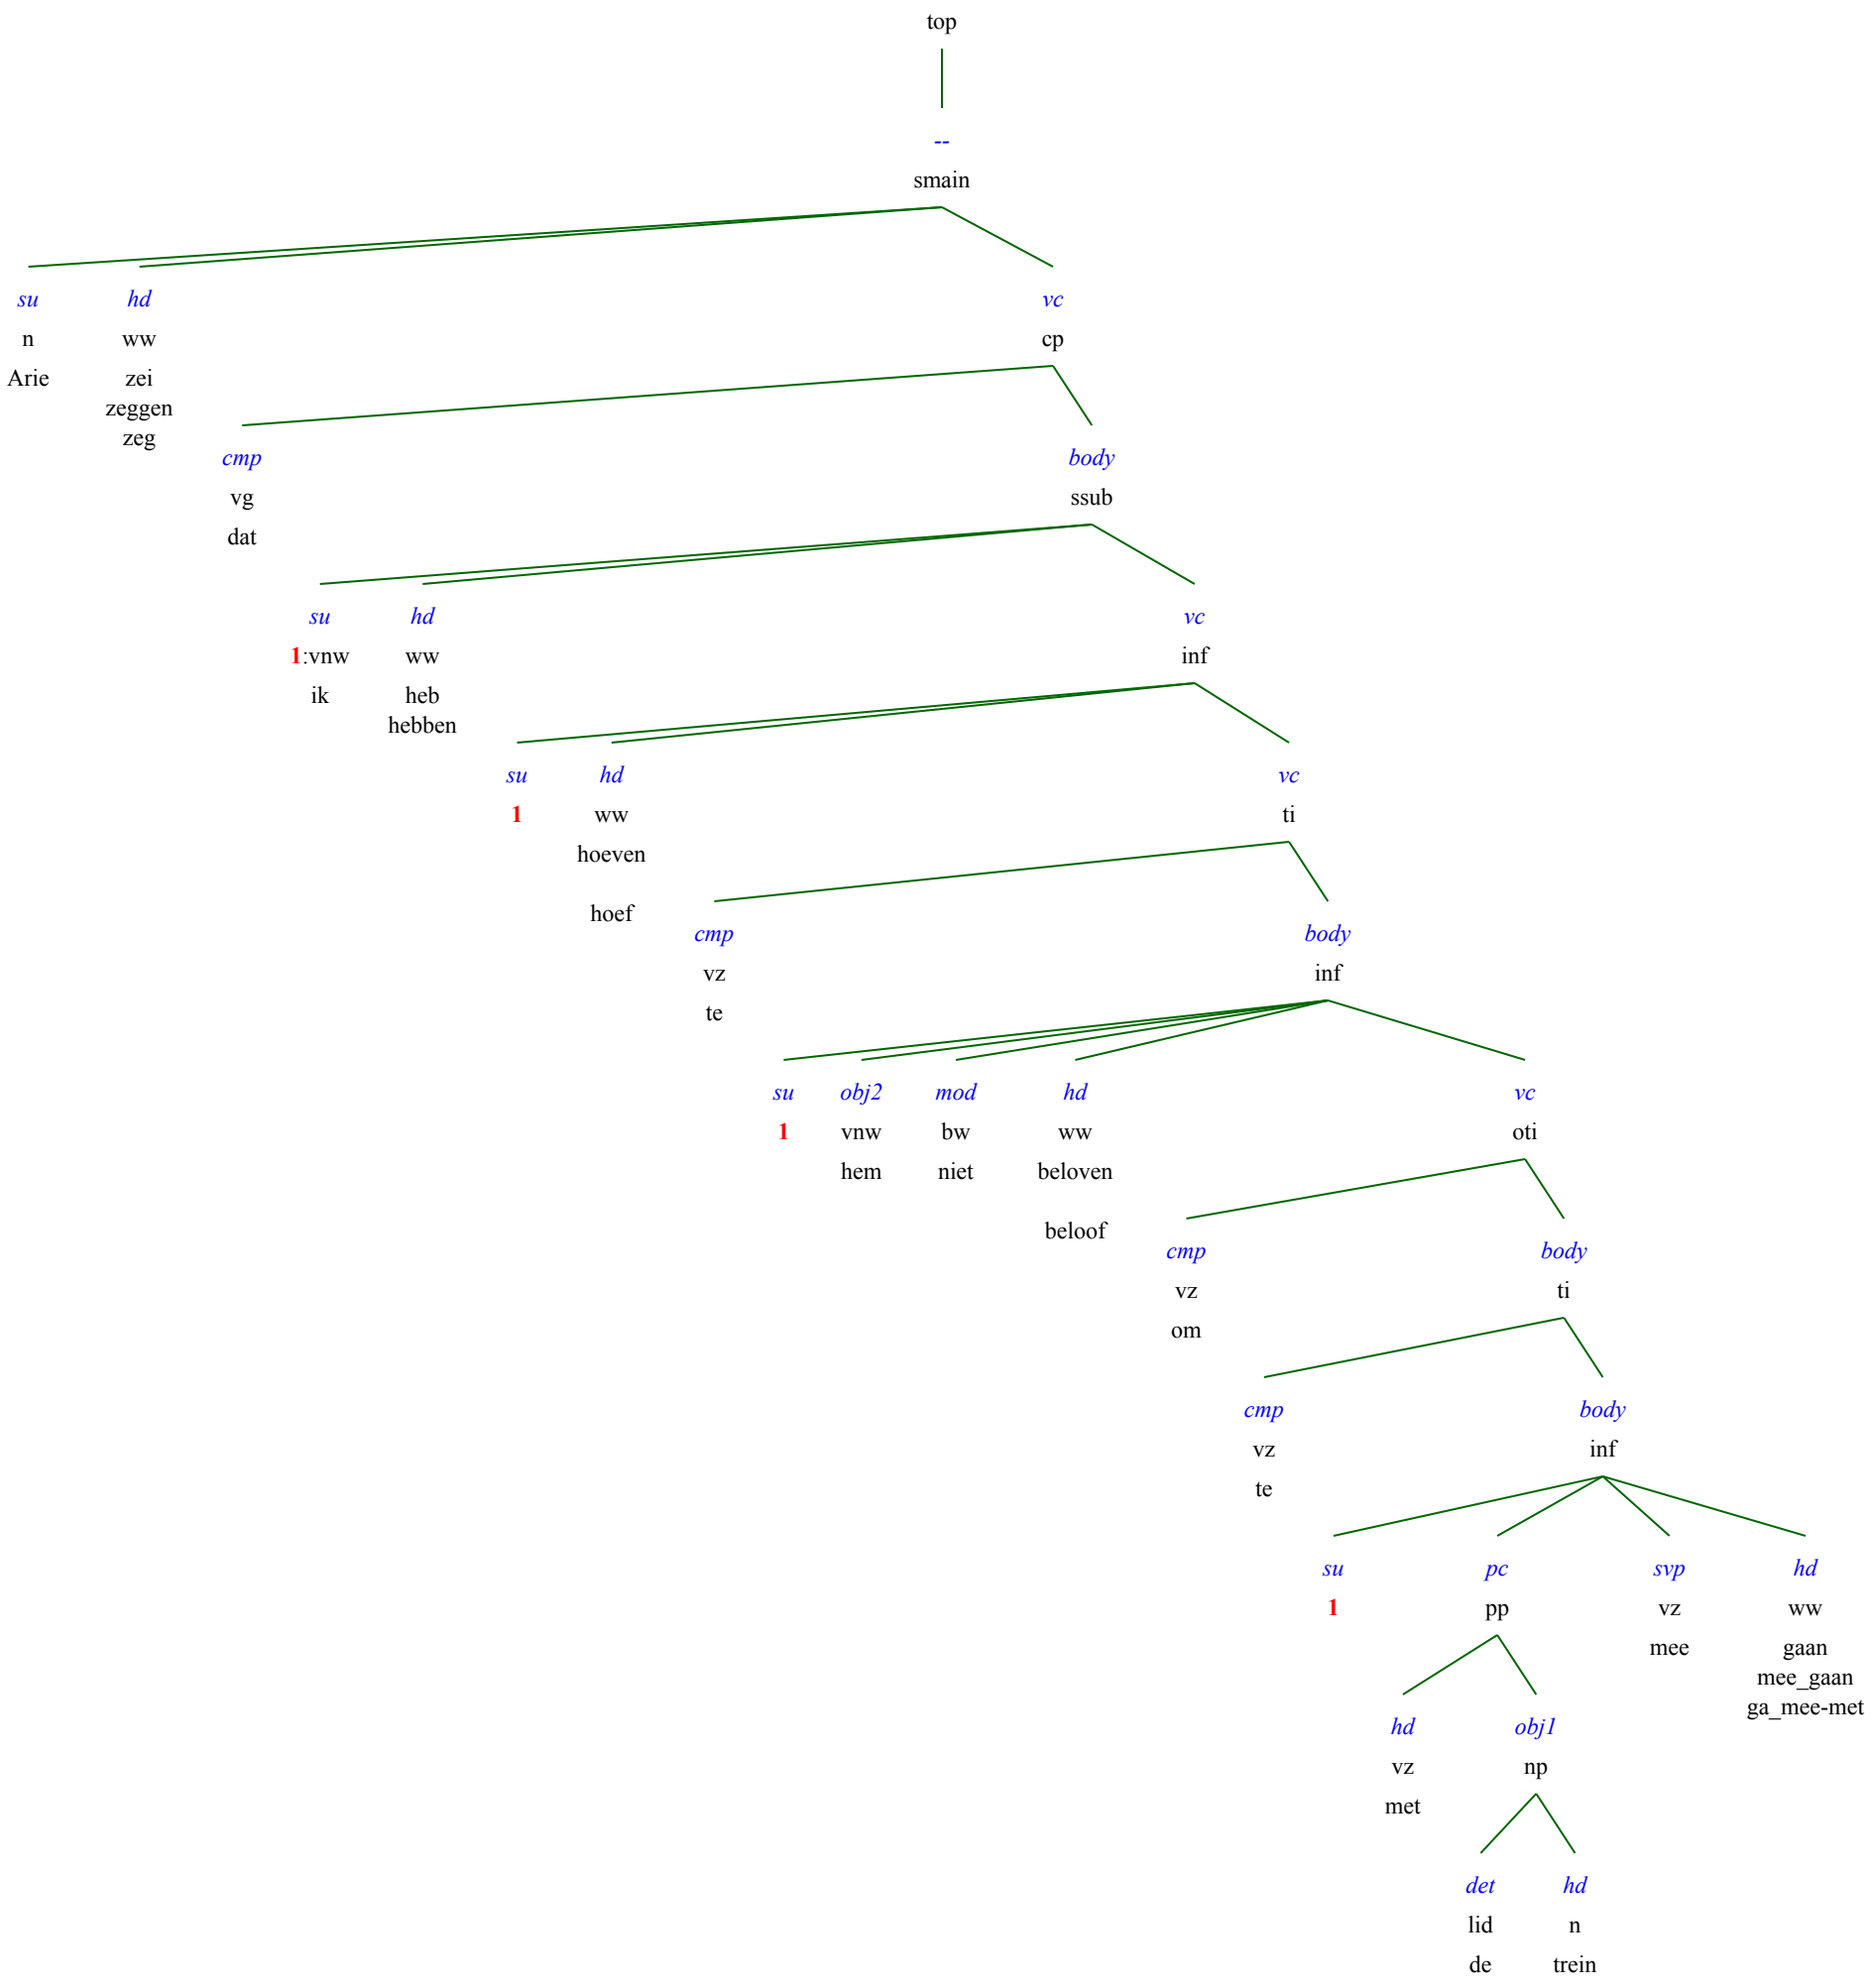 top
--
smain
su hd vc
n ww cp
Arie zei
zeggen
zeg
cmp body
vg ssub
dat
su hd vc
1:vnw ww inf
ik heb
hebben
su hd vc
1 ww ti
hoeven
hoef
cmp body
vz inf
te
su obj2 mod hd vc
1 vnw bw ww oti
hem niet beloven
beloof
cmp body
vz ti
om
cmp body
vz inf
te
su pc svp hd
1 pp vz ww
mee gaan
mee_gaan
ga_mee-met
hd obj1
vz np
met
det hd
lid n
de trein